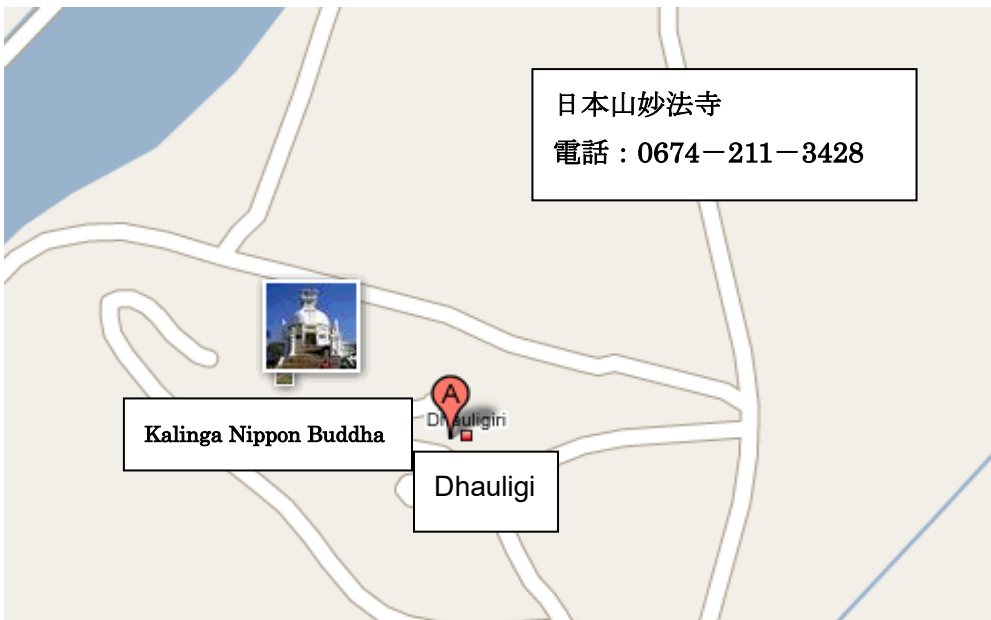 日本山妙法寺
電話：0674－211－3428
A
Dhauligiri
Kalinga Nippon Buddha
Dhauligi